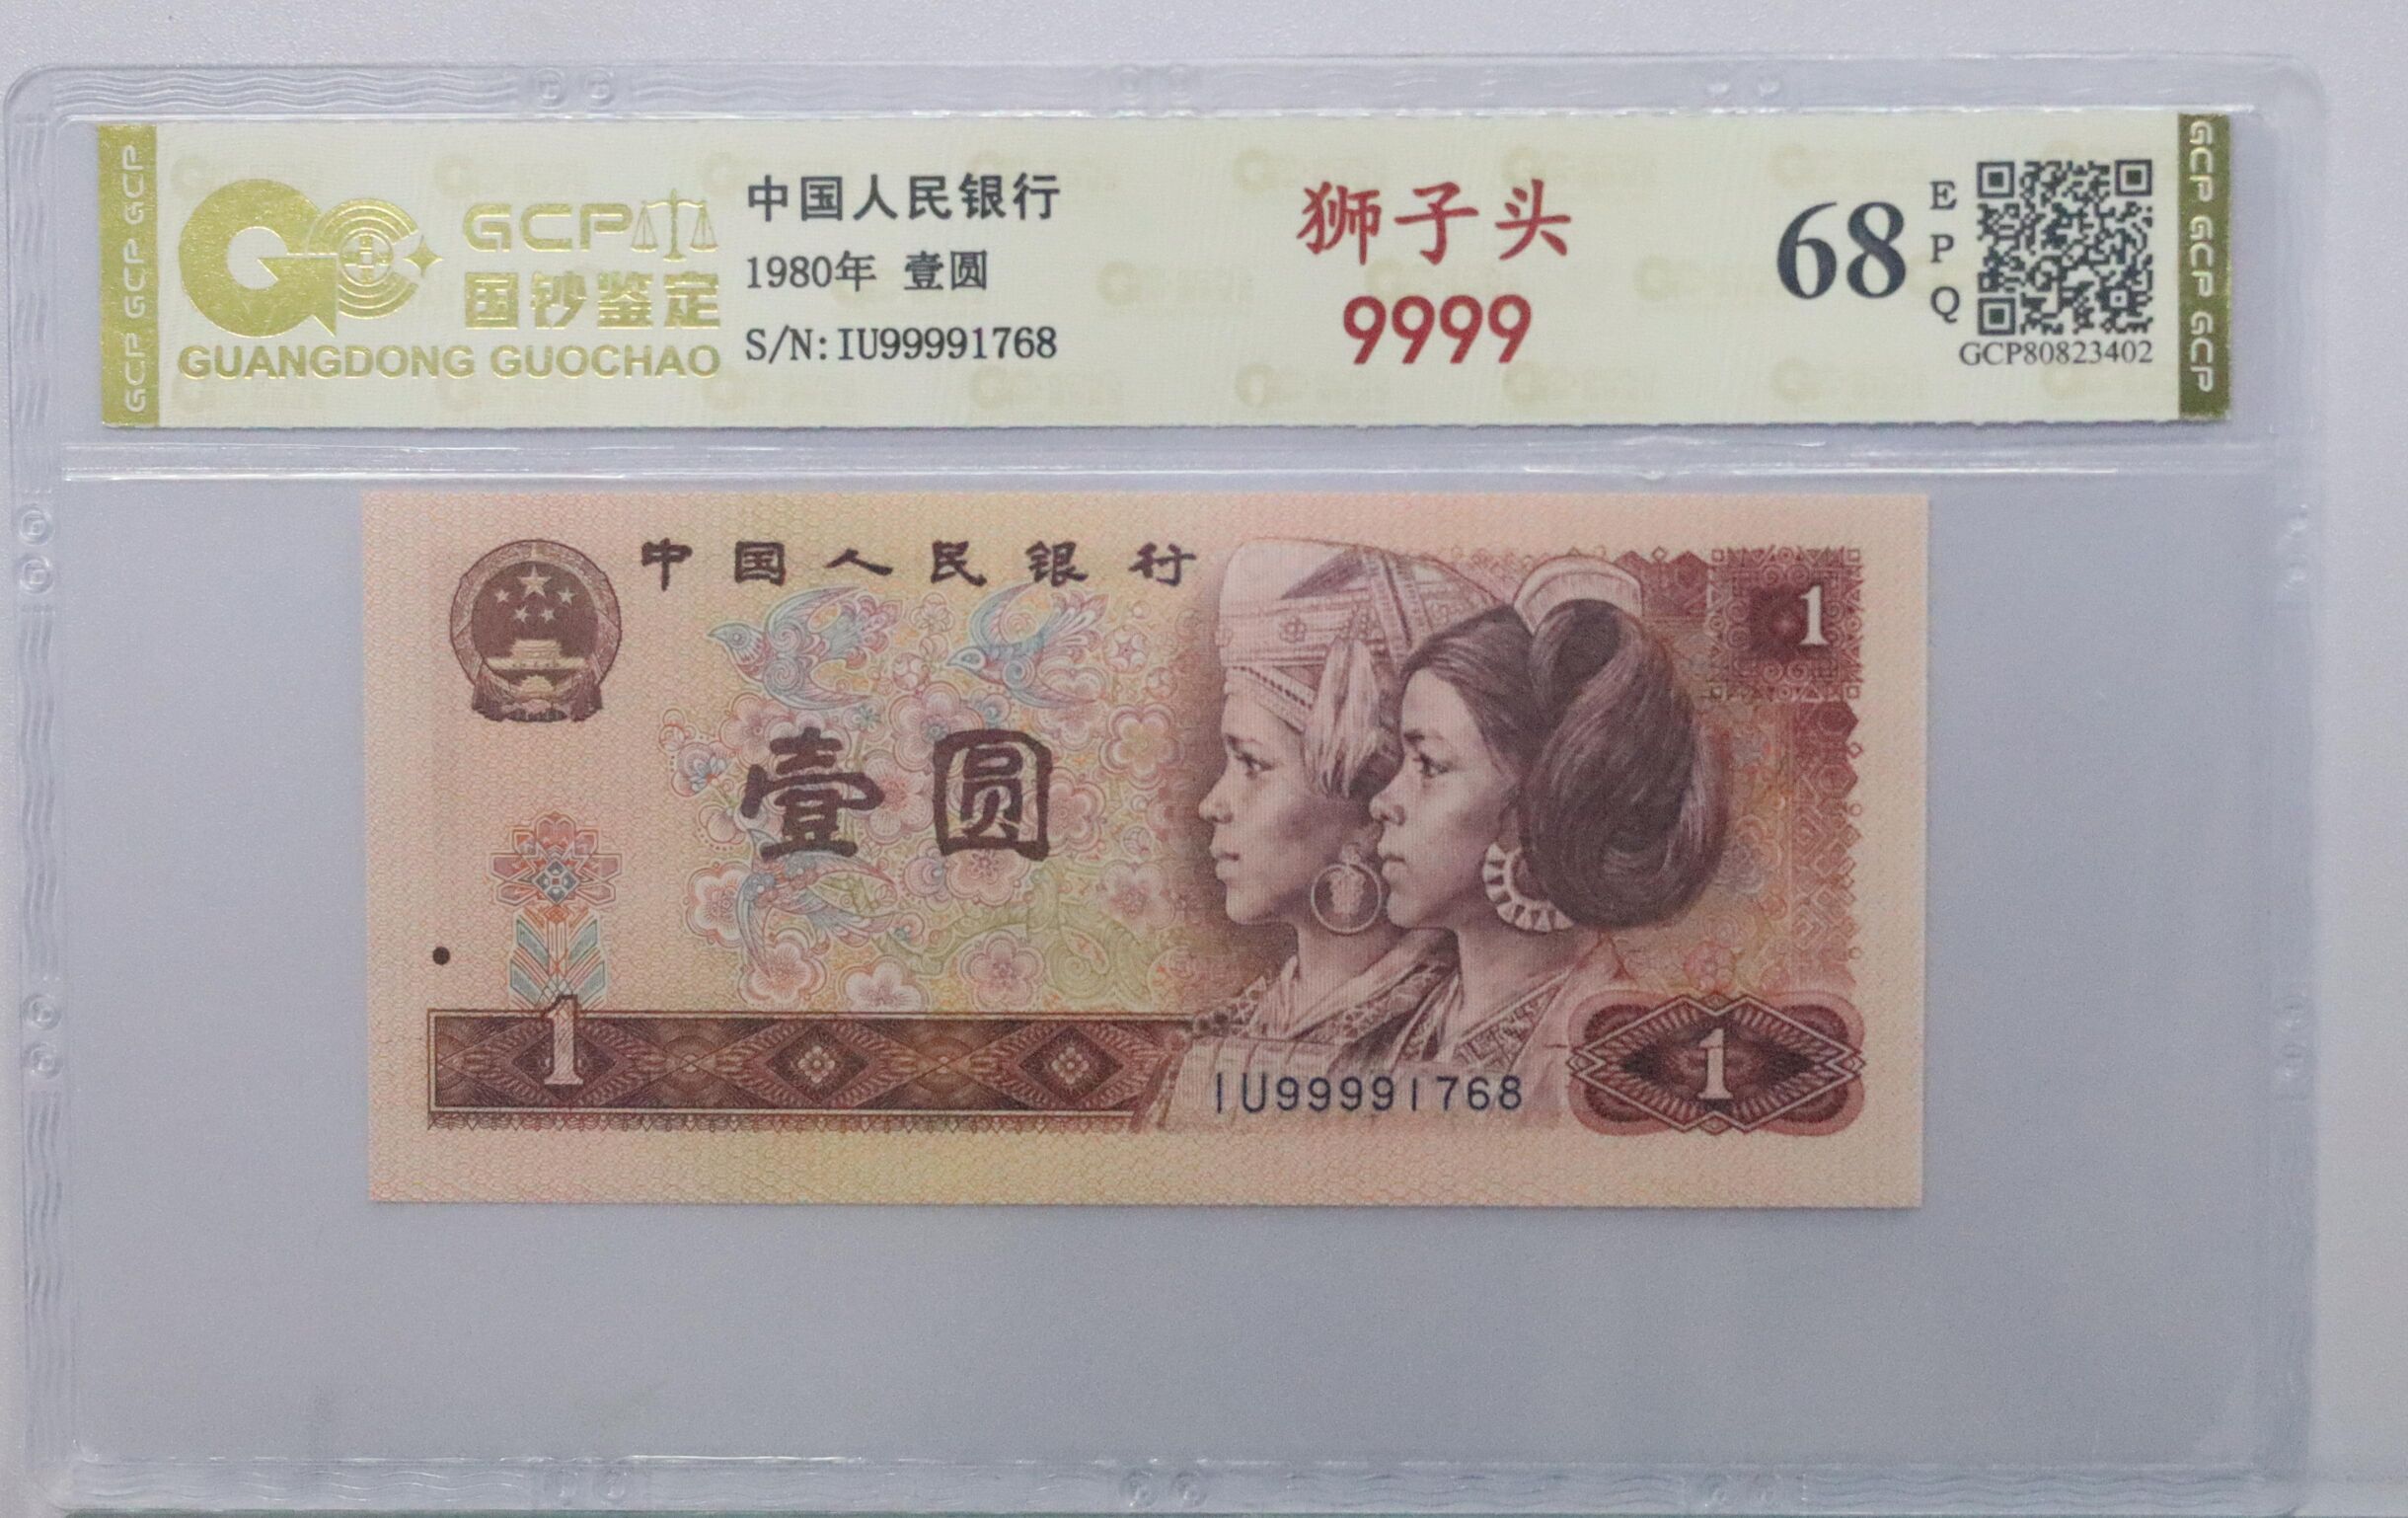 GCP GCP GCP
GCP
国钞鉴定
GUANGDONG GUOCHAO
中国人民银行
1980年 壹圆
S/N:IU99991768
狮子头
9999
68
EPQ
GCP80823402
GCP GCP GCP GCP
中国人民银行
1
壹圆
1
IU99991768
1